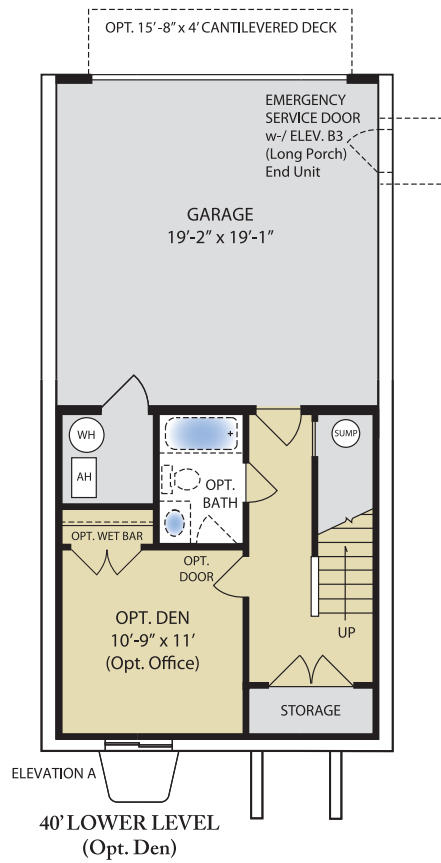 OPT. 15'-8" x 4' CANTILEVERED DECK
EMERGENCY
SERVICE DOOR
w-/ ELEV. B3
(Long Porch)
End Unit
GARAGE
19'-2" x 19'-1"
WH
AH
SUMP
OPT.
BATH
OPT. WET BAR
OPT.
DOOR
OPT. DEN
10'-9" x 11'
(Opt. Office)
UP
STORAGE
ELEVATION A
40' LOWER LEVEL
(Opt. Den)